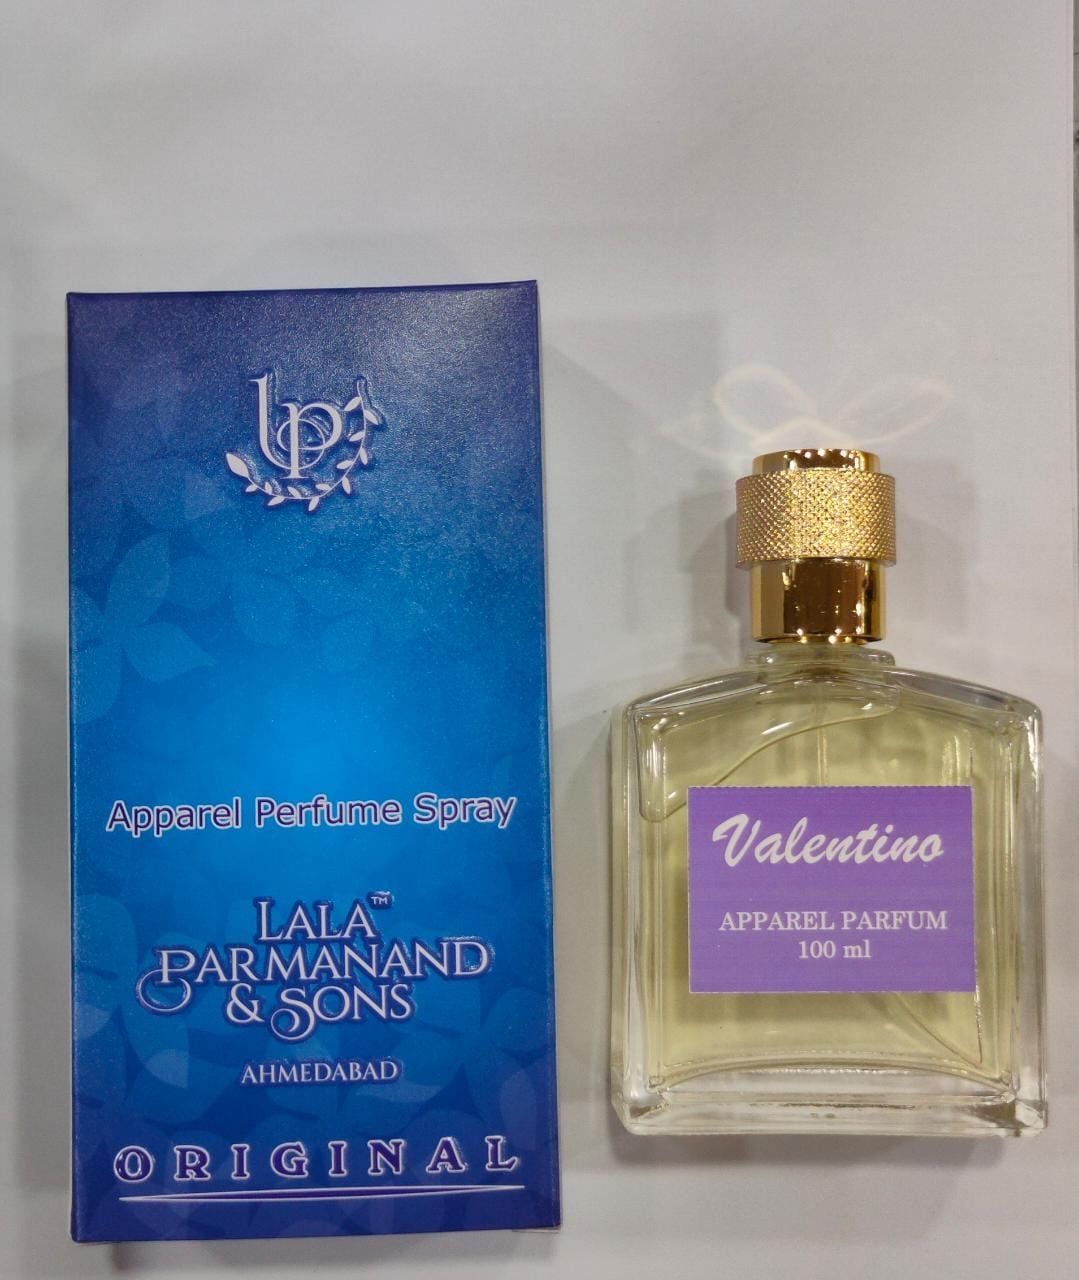 lp
Apparel Perfume Spray
LALA™
PARMANAND
& SONS
AHMEDABAD
ORIGINAL
Valentino
APPAREL PARFUM
100 ml